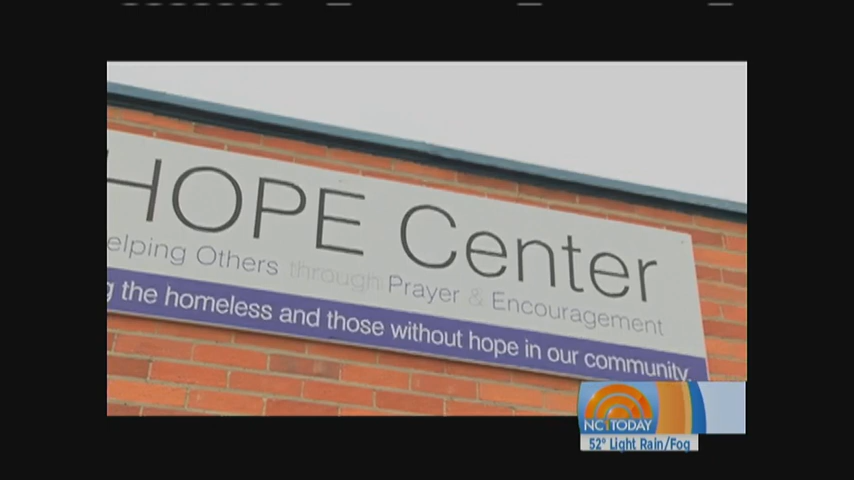 HOPE Center
elping Others through Prayer & Encouragement
g the homeless and those without hope in our community.
NC TODAY
52° Light Rain/Fog